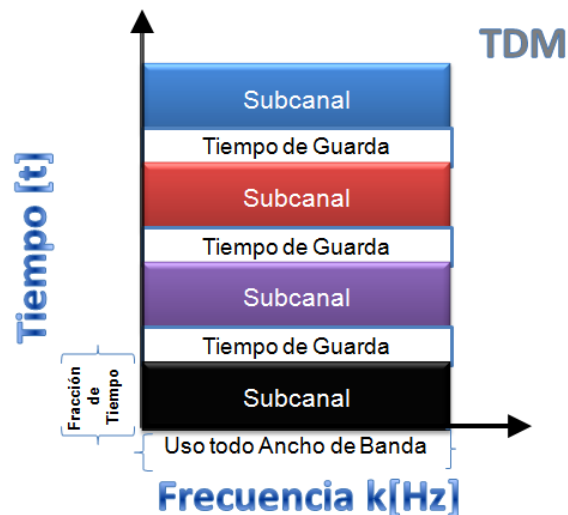 TDM
Subcanal
Tiempo de Guarda
Subcanal
Tiempo de Guarda
Subcanal
Tiempo de Guarda
Subcanal
Tiempo [t]
Fracción
de
Tiempo
Uso todo Ancho de Banda
Frecuencia k[Hz]